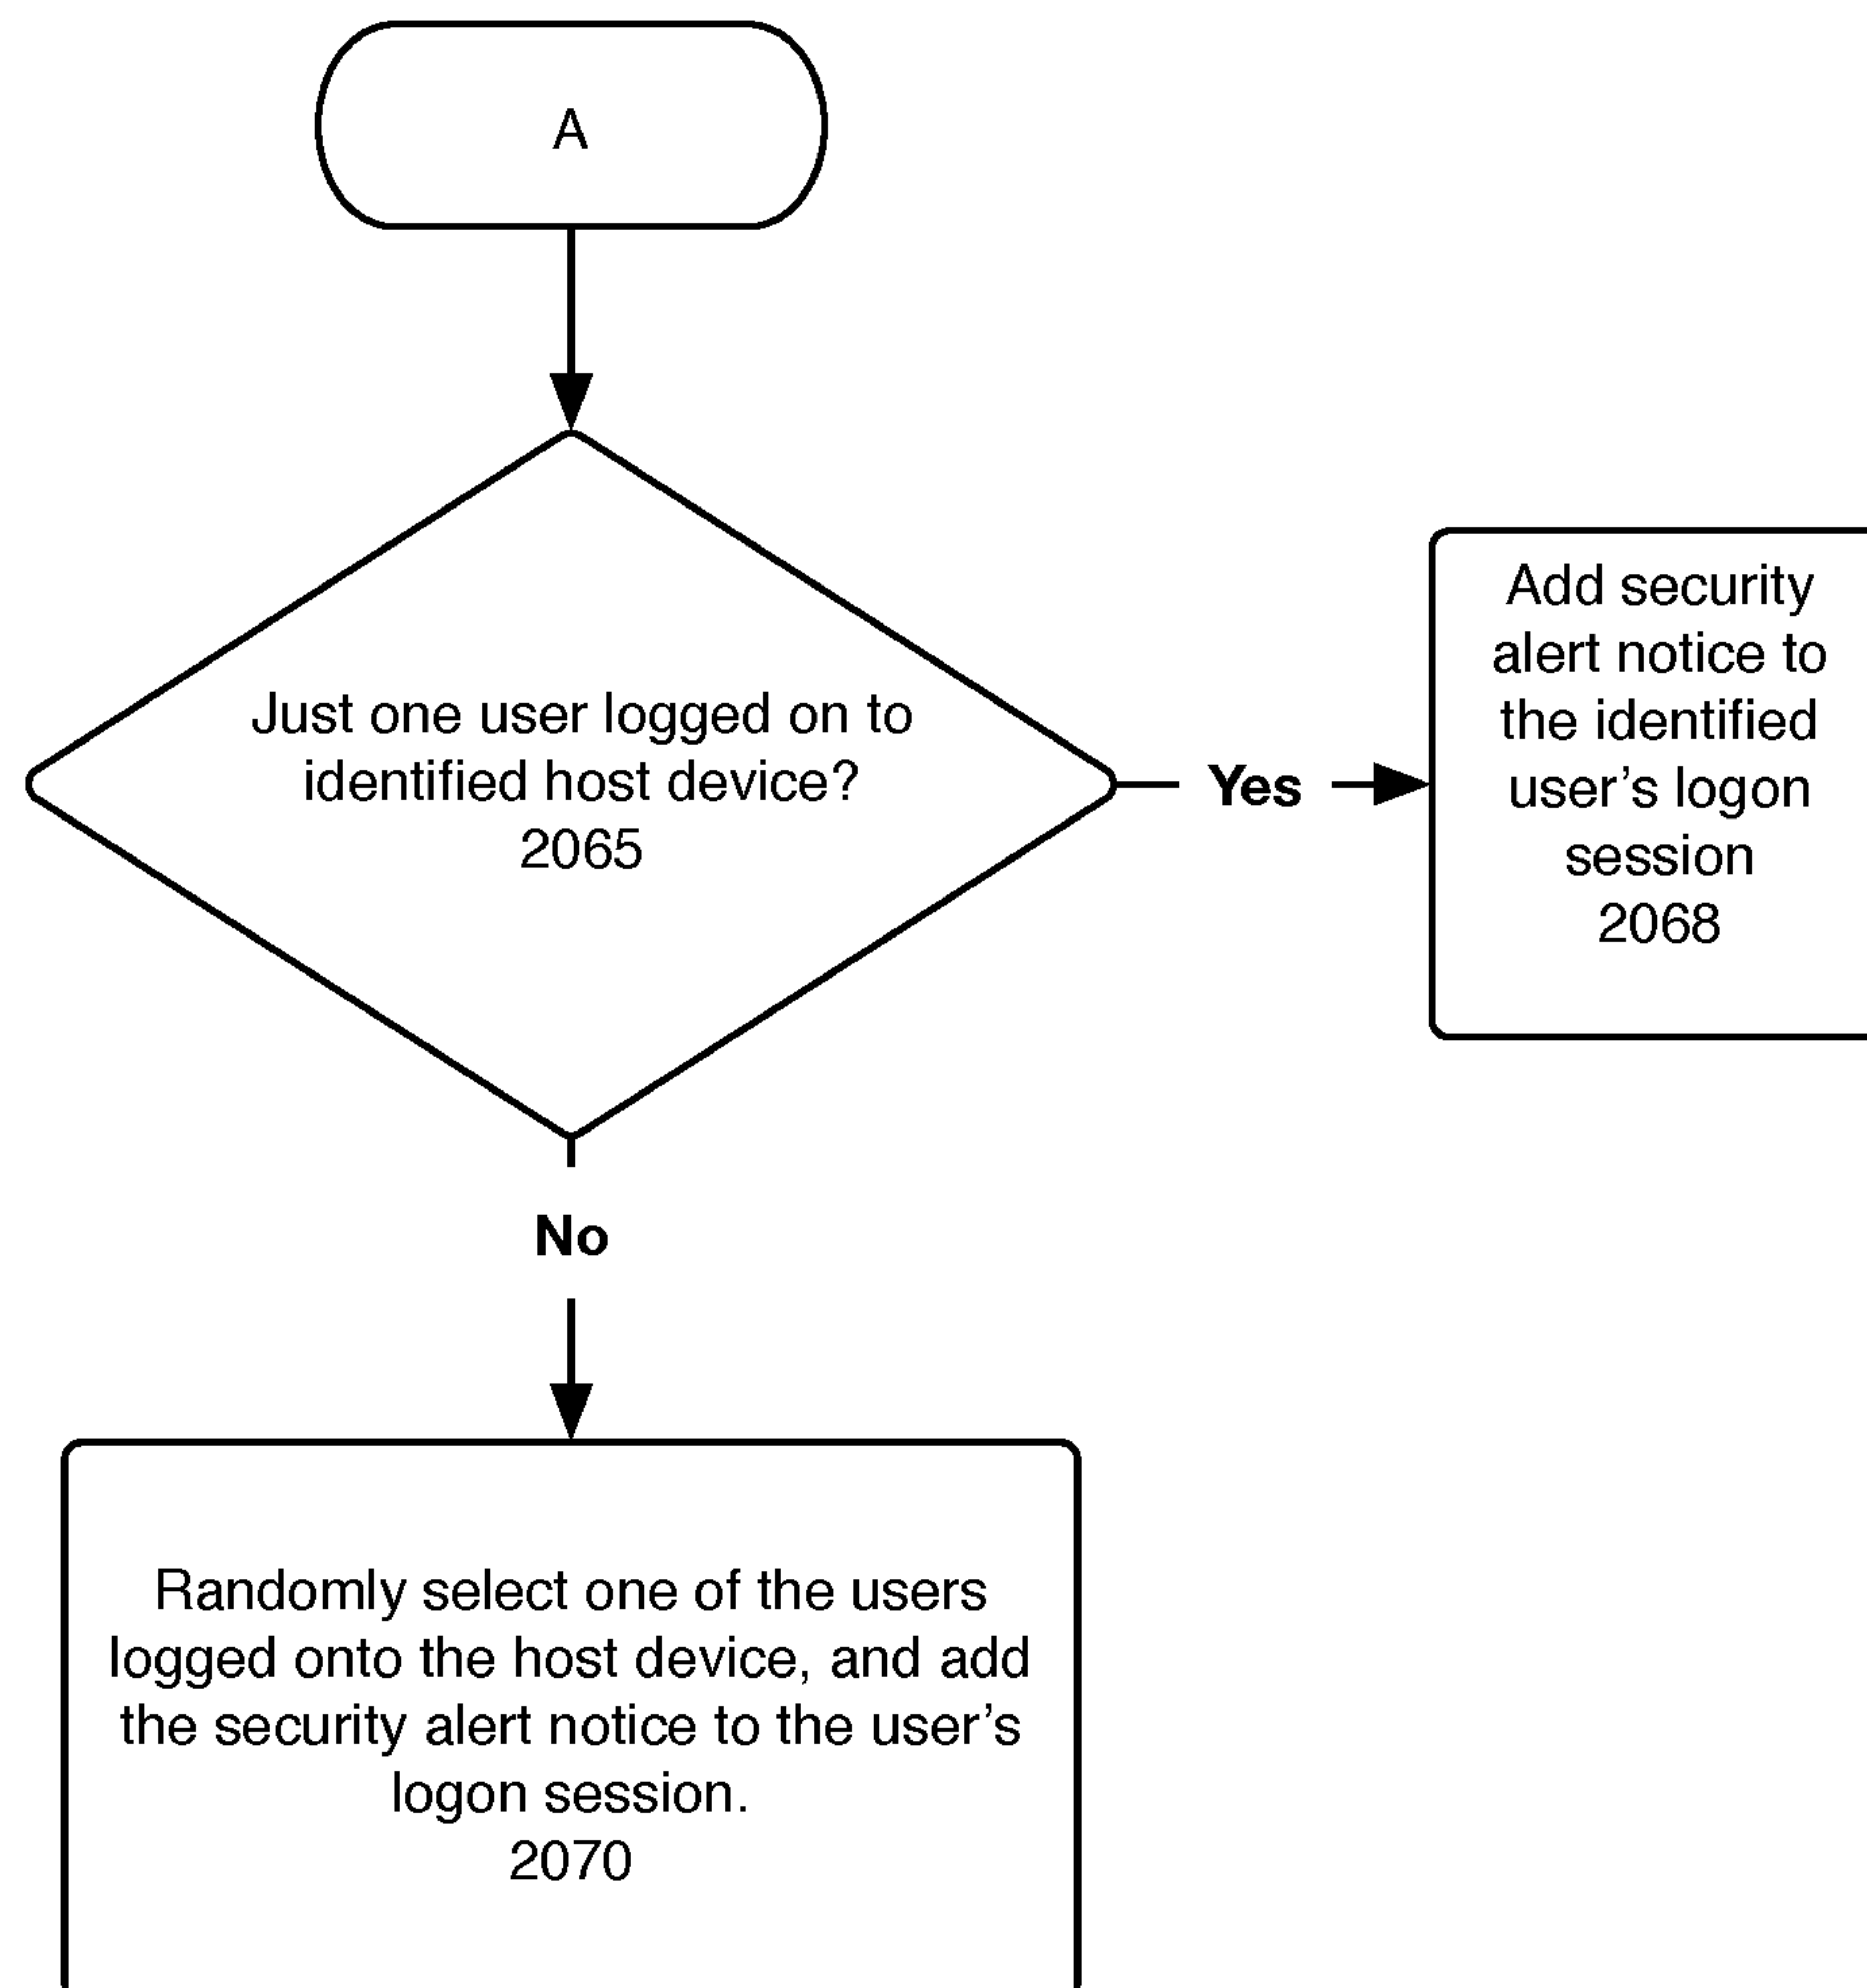 A
Just one user logged on to
identified host device?
2065
Yes
Add security
alert notice to
the identified
user’s logon
session
2068
No
Randomly select one of the users
logged onto the host device, and add
the security alert notice to the user’s
logon session.
2070